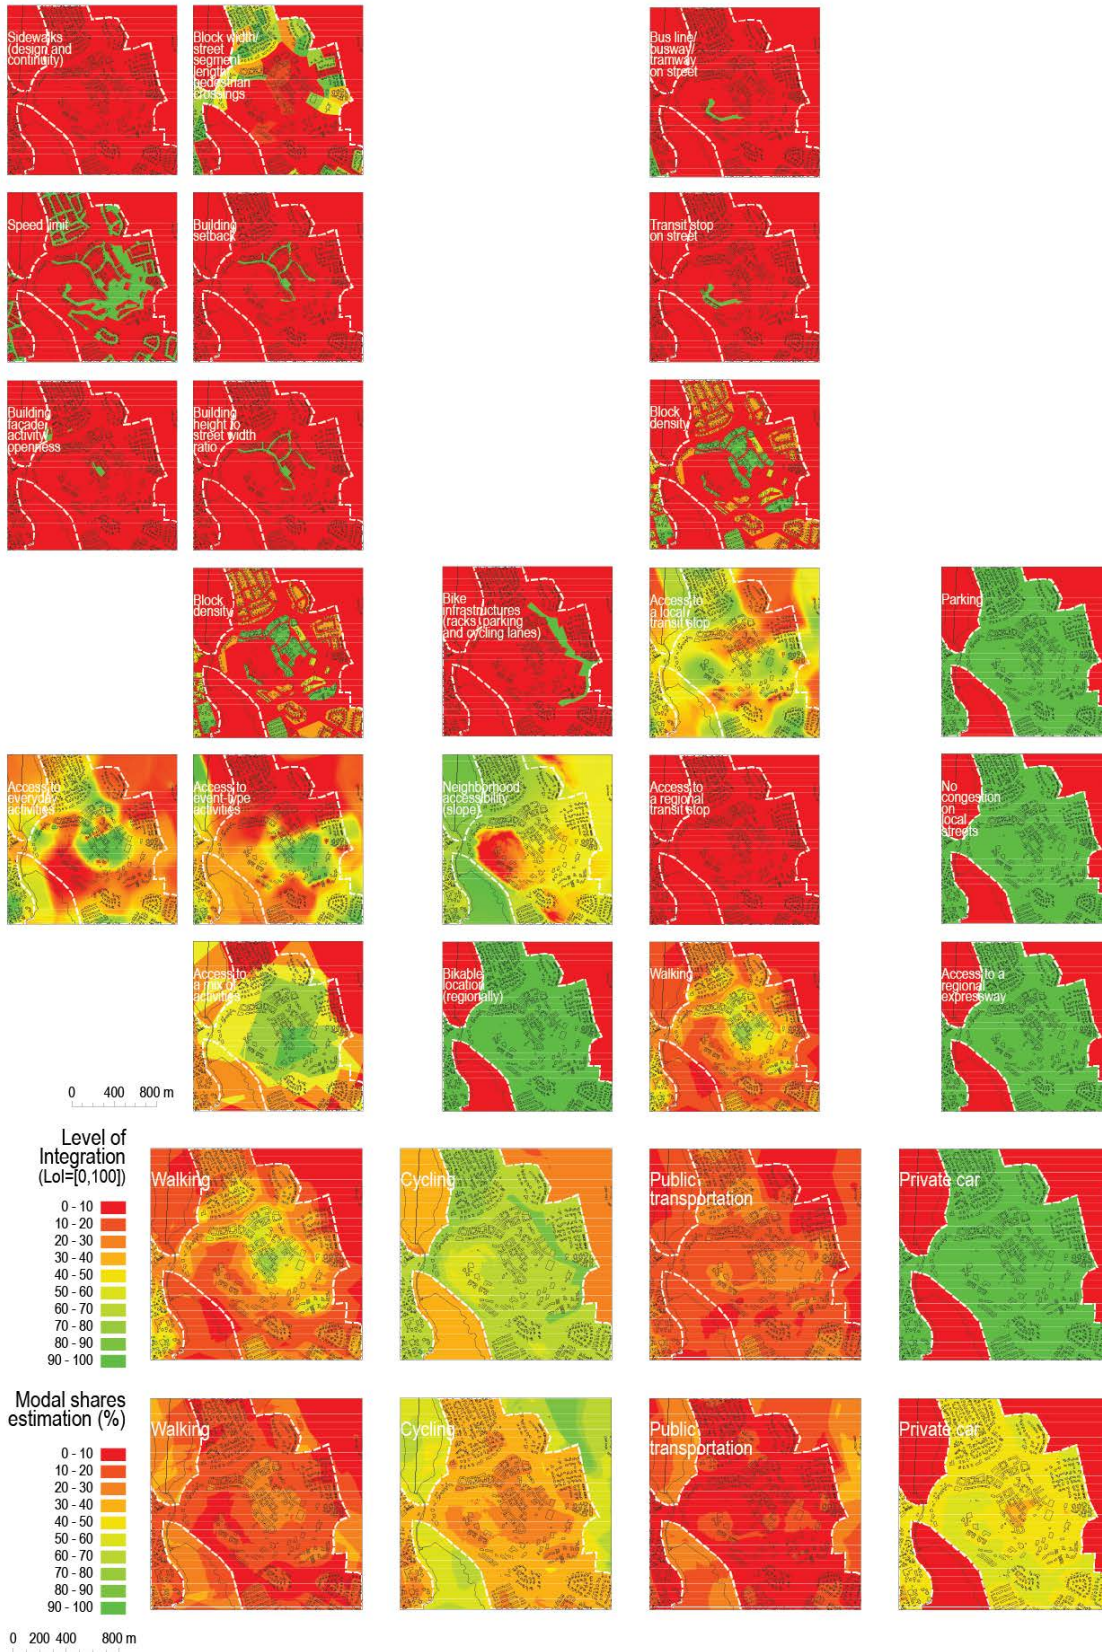 Sidewalks
(design and
continuity)
Block width/
street
segment
length/
pedestrian
crossings
Bus line/
busway/
tramway
on street
Speed limit
Building
setback
Transit stop
on street
Building
façade
activity/
oppenness
Building
height to
street width
ratio
Block
density
Block
density
Bike
infrastructures
(racks / parking
and cycling lanes)
Access to
a local
transit stop
Parking
Access to
everyday
activities
Access to
event-type
activities
Neighborhood
accessibility
(slope)
Access to
a regional
transit stop
No
congestion
on
local
streets
Access to
a mix of
activities
Bikable
location
(regionally)
Walking
Access to a
regional
expressway
0 400 800 m
Level of
Integration
(LoI=[0,100])
0 - 10
10 - 20
20 - 30
30 - 40
40 - 50
50 - 60
60 - 70
70 - 80
80 - 90
90 - 100
Walking
Cycling
Public
transportation
Private car
Modal shares
estimation (%)
0 - 10
10 - 20
20 - 30
30 - 40
40 - 50
50 - 60
60 - 70
70 - 80
80 - 90
90 - 100
Walking
Cycling
Public
transportation
Private car
0 200 400 800 m